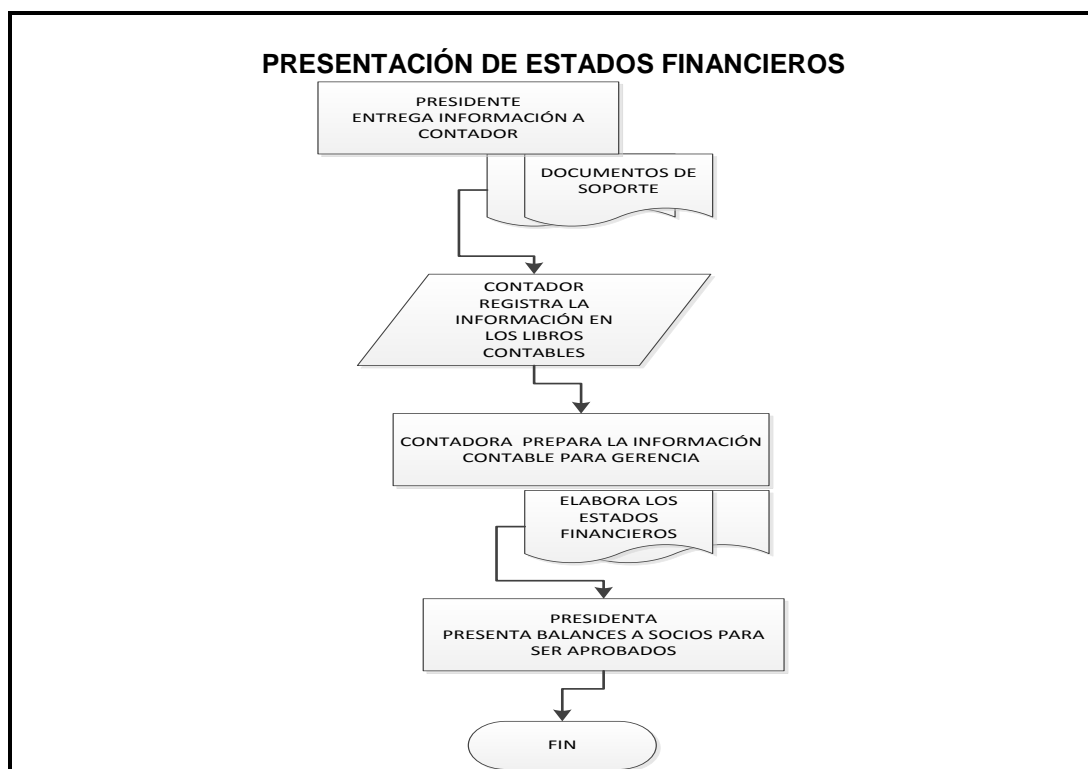 PRESENTACIÓN DE ESTADOS FINANCIEROS
PRESIDENTE
ENTREGA INFORMACIÓN A
CONTADOR
DOCUMENTOS DE
SOPORTE
CONTADOR
REGISTRA LA
INFORMACIÓN EN
LOS LIBROS
CONTABLES
CONTADORA PREPARA LA INFORMACIÓN
CONTABLE PARA GERENCIA
ELABORA LOS
ESTADOS
FINANCIEROS
PRESIDENTA
PRESENTA BALANCES A SOCIOS PARA
SER APROBADOS
FIN